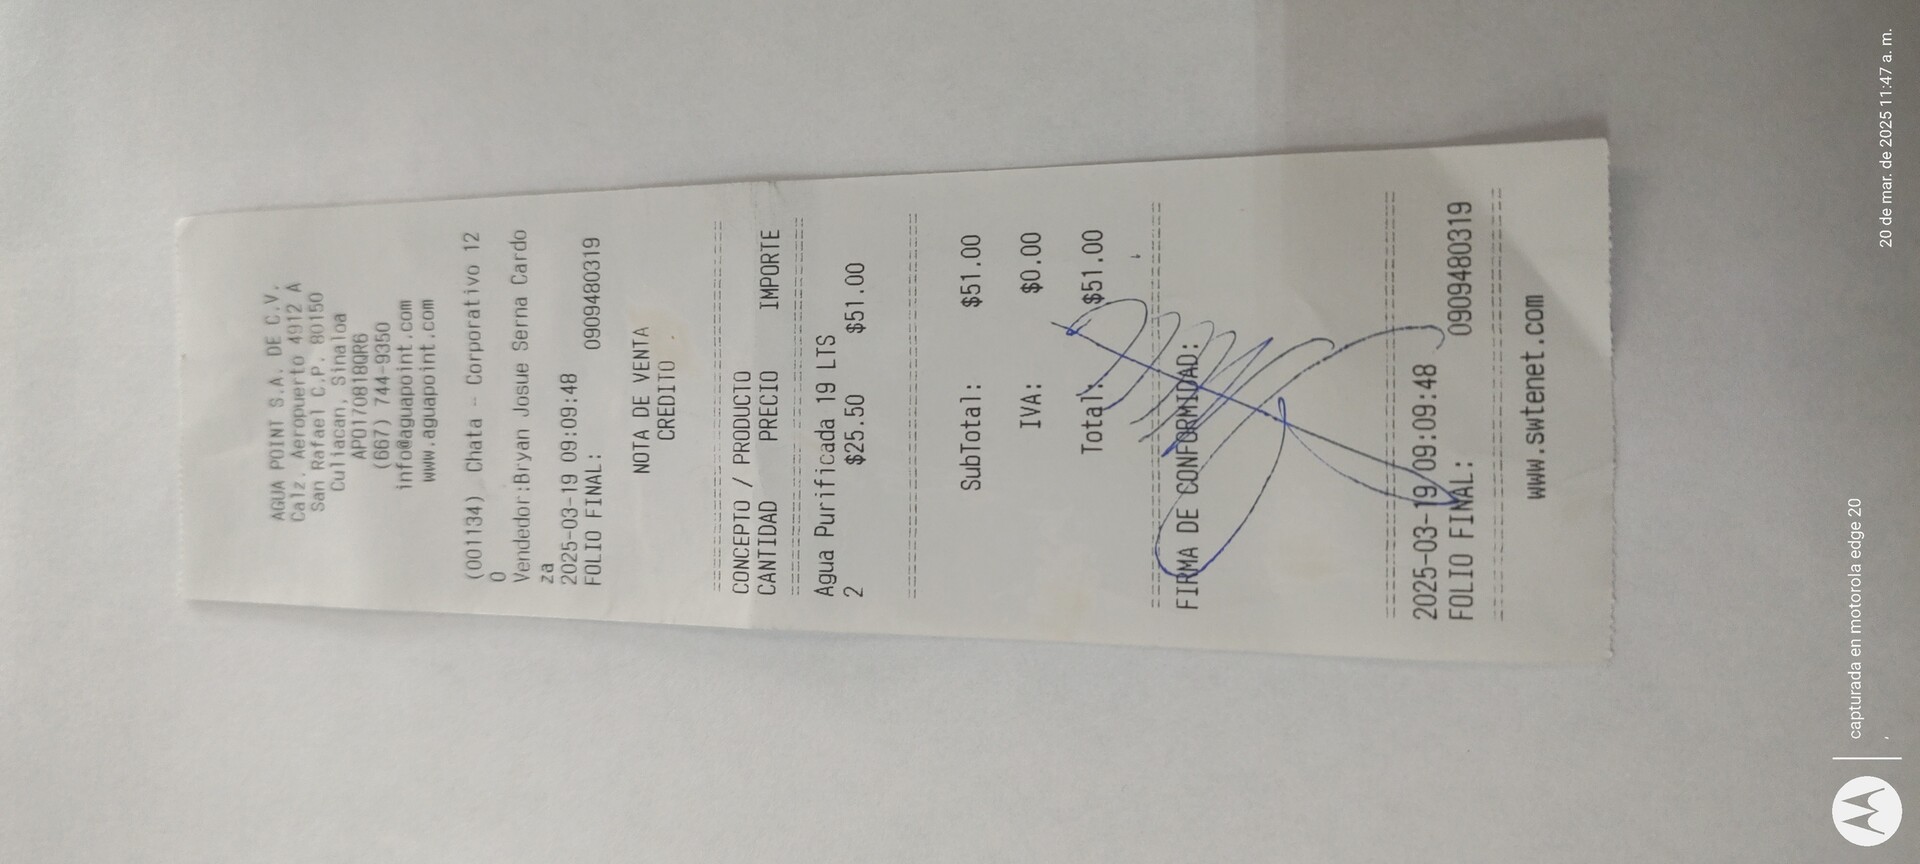 AGUA POINT S.A. DE C.V.
Calz. Aeropuerto 4912 A
San Rafael C.P. 80150
Culiacan, Sinaloa
APO170818QR6
(667) 744-9350
info@aguapoint.com
www.aguapoint.com
(001134) Chata - Corporativo 12
0
Vendedor:Bryan Josue Serna Cardo
za
2025-03-19 09:09:48
FOLIO FINAL: 0909480319
NOTA DE VENTA
CREDITO
CONCEPTO / PRODUCTO
CANTIDAD PRECIO IMPORTE
Agua Purificada 19 LTS
2 $25.50 $51.00
SubTotal: $51.00
IVA: $0.00
Total: $51.00
FIRMA DE CONFORMIDAD:
2025-03-19 09:09:48
FOLIO FINAL: 0909480319
www.swtenet.com
capturada en motorola edge 20
20 de mar. de 2025 11:47 a. m.